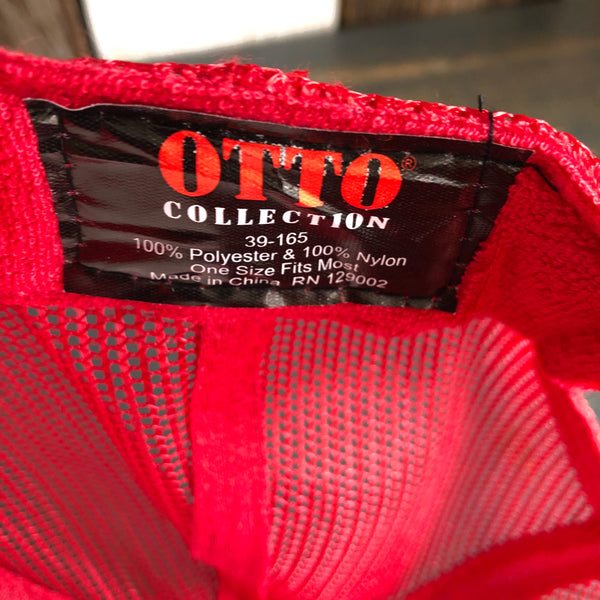 OTTO®
COLLECTION
39-165
100% Polyester & 100% Nylon
One Size Fits Most
Made in China RN 129002